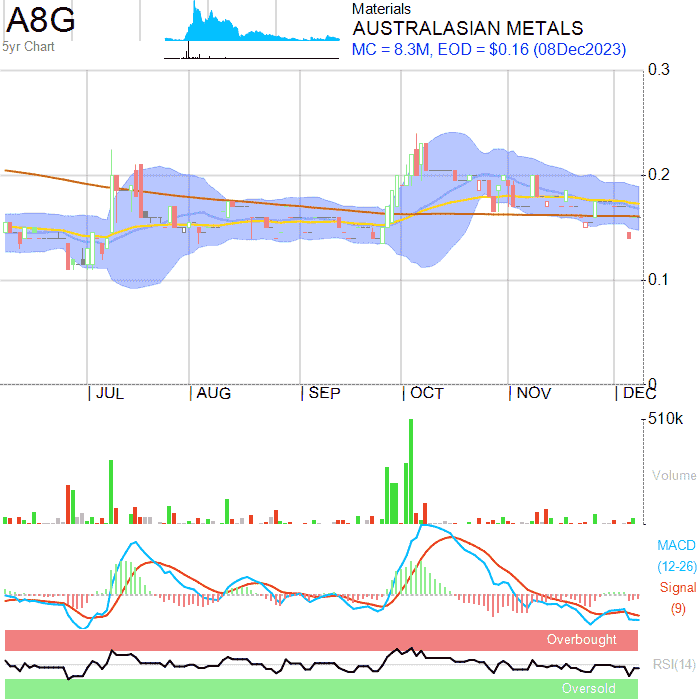 A8G
5yr Chart
Materials
AUSTRALASIAN METALS
MC = 8.3M, EOD = $0.16 (08Dec2023)
0.3
0.2
0.1
0
JUL AUG SEP OCT NOV DEC
510k
Volume
MACD
(12-26)
Signal
(9)
Overbought
RSI(14)
Oversold